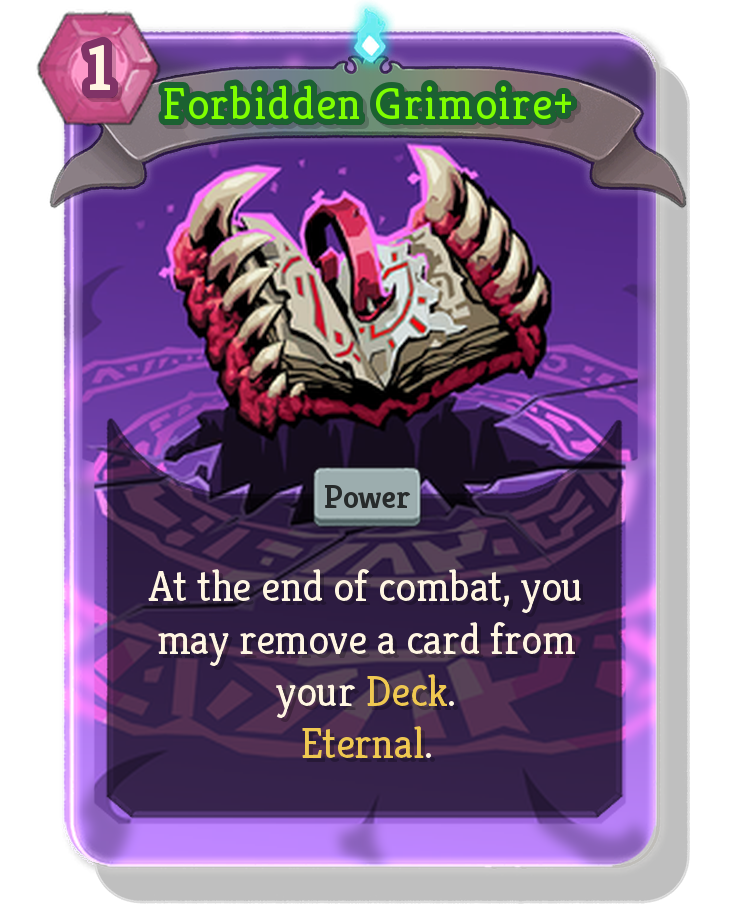 1
Forbidden Grimoire+
Power
At the end of combat, you
may remove a card from
your Deck.
Eternal.